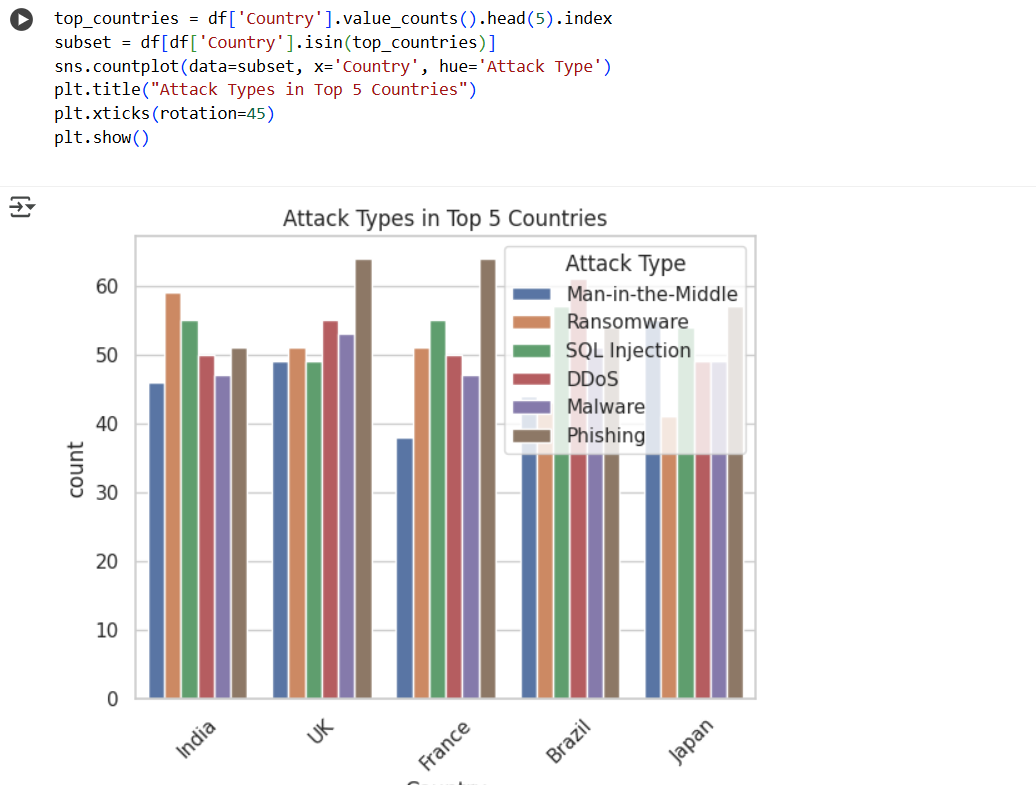 top_countries = df['Country'].value_counts().head(5).index
subset = df[df['Country'].isin(top_countries)]
sns.countplot(data=subset, x='Country', hue='Attack Type')
plt.title("Attack Types in Top 5 Countries")
plt.xticks(rotation=45)
plt.show()
Attack Types in Top 5 Countries
Attack Type
Man-in-the-Middle
Ransomware
SQL Injection
DDoS
Malware
Phishing
count
60
50
40
30
20
10
0
India
UK
France
Brazil
Japan